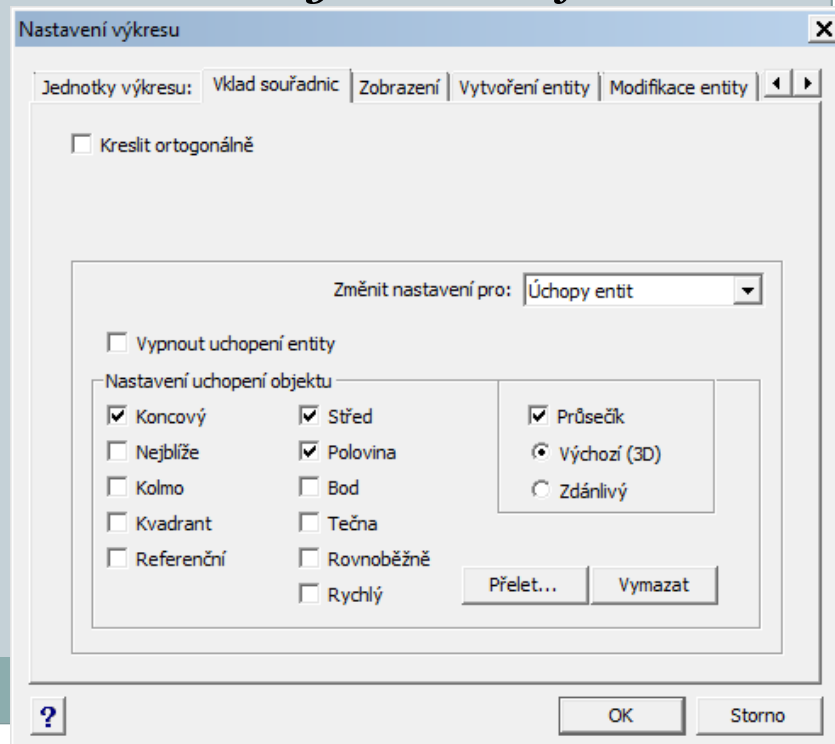 Nastavení výkresu
Jednotky výkresu: Vklad souřadnic Zobrazení Vytvoření entity Modifikace entity
Kreslit ortogonálně
Změnit nastavení pro: Úchopy entit
Vypnout uchopení entity
Nastavení uchopení objektu
Koncový Střed Průsečík
Nejblíže Polovina Výchozí (3D)
Kolmo Bod Zdánlivý
Kvadrant Tečna
Referenční Rovnoběžně
Rychlý Přelet... Vymazat
? OK Storno